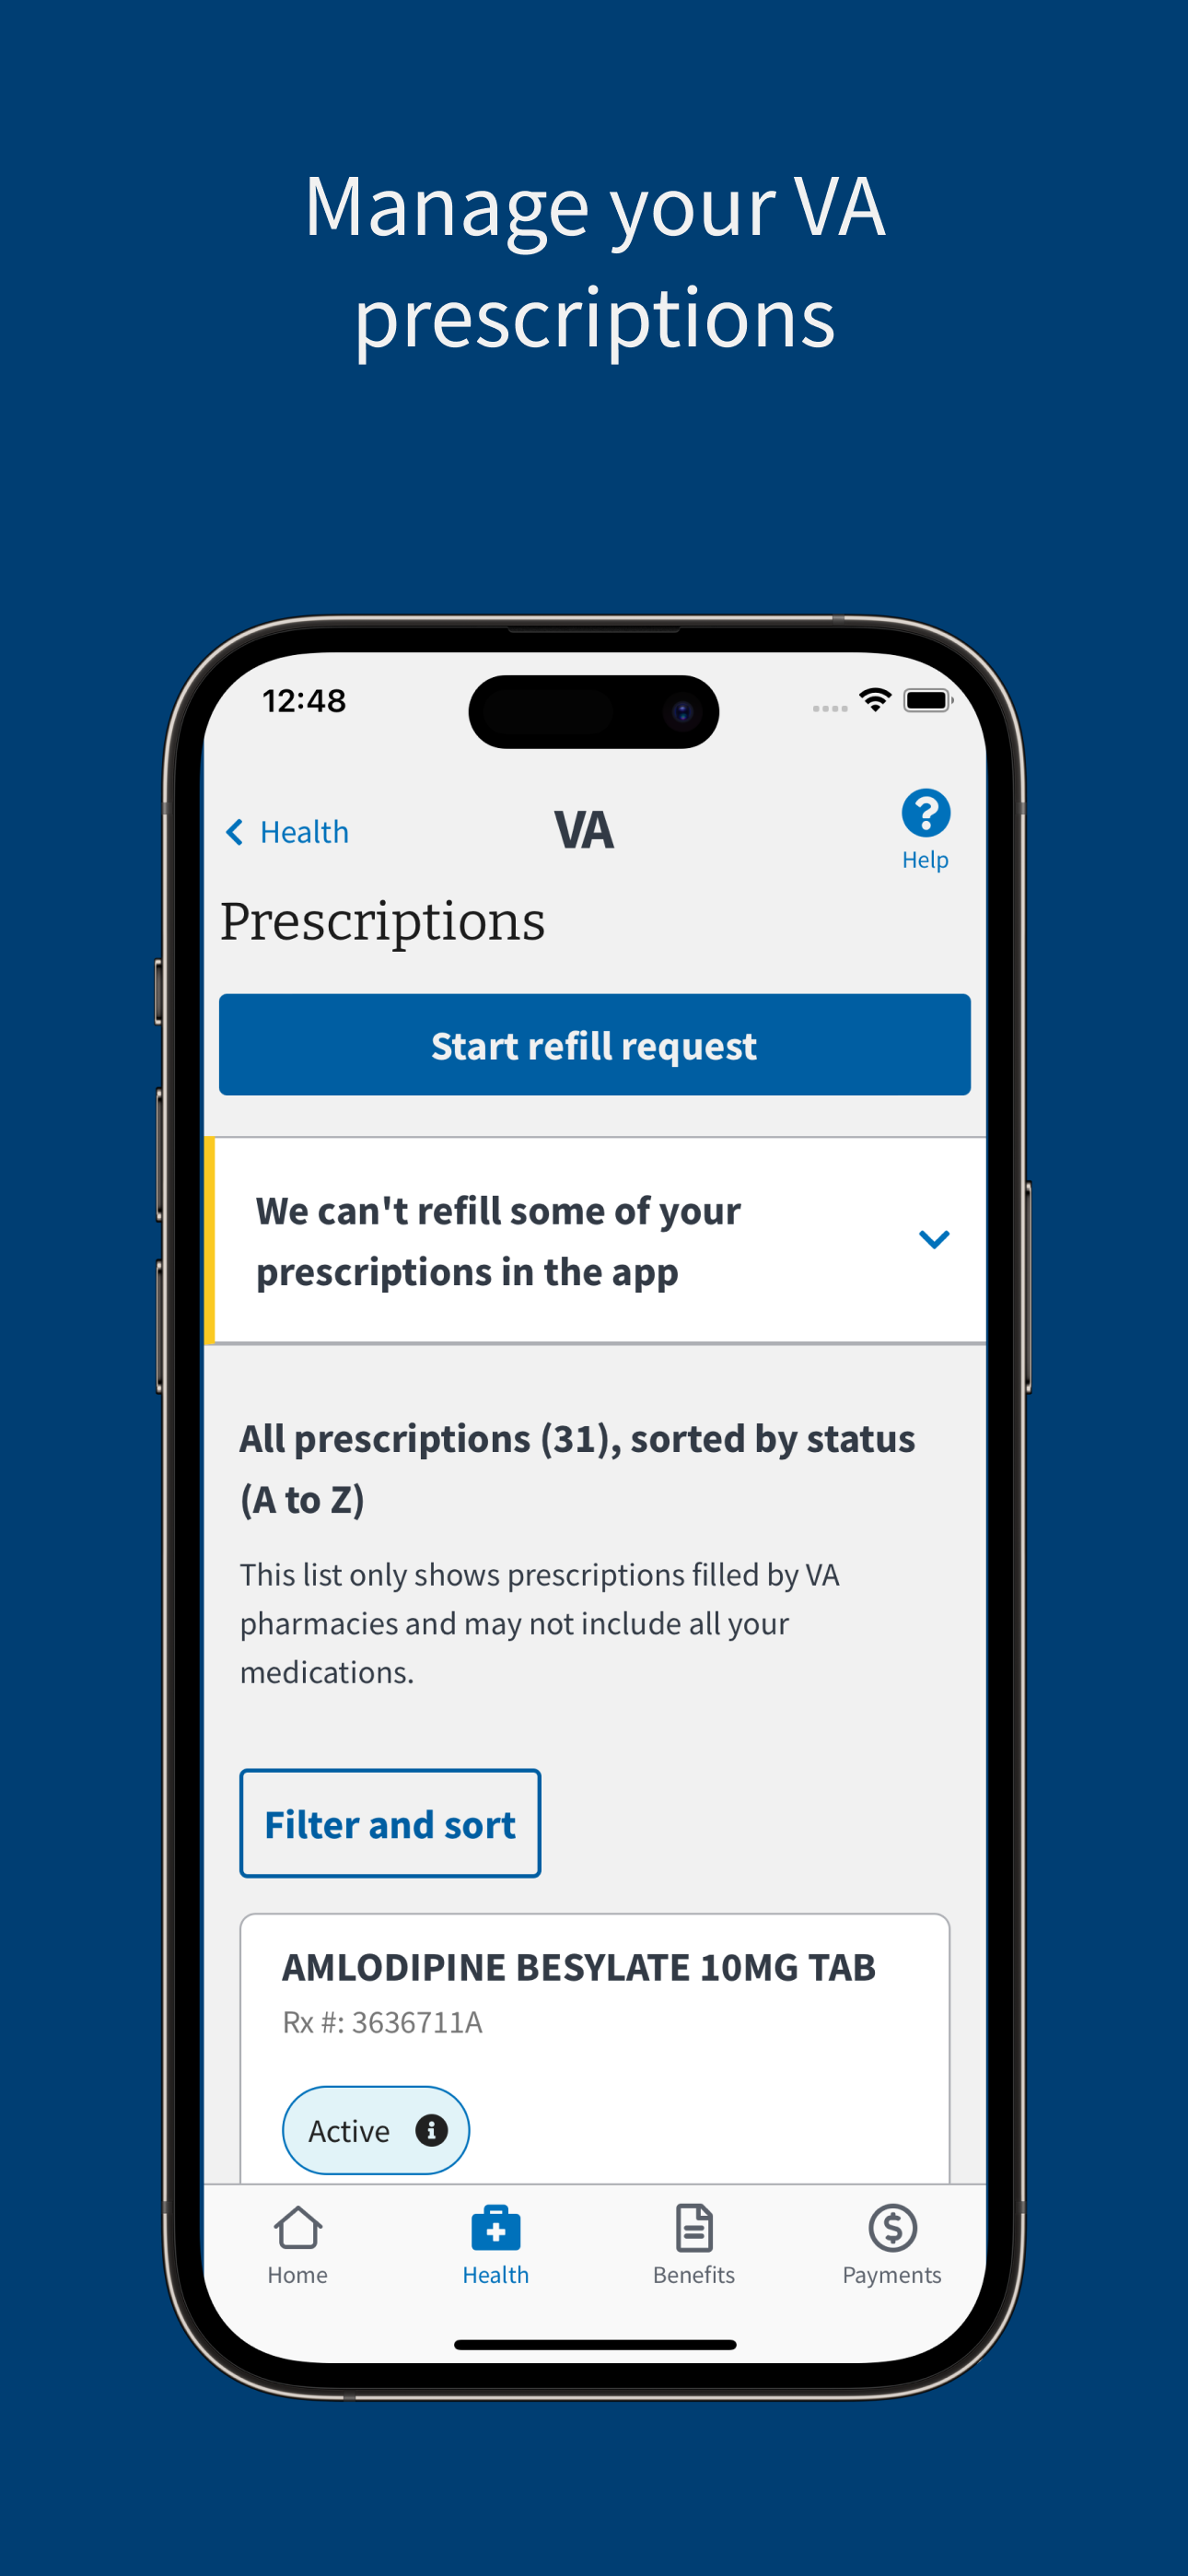 Manage your VA
prescriptions
12:48
Health
VA
Help
Prescriptions
Start refill request
We can't refill some of your
prescriptions in the app
All prescriptions (31), sorted by status
(A to Z)
This list only shows prescriptions filled by VA
pharmacies and may not include all your
medications.
Filter and sort
AMLODIPINE BESYLATE 10MG TAB
Rx #: 3636711A
Active
Home
Health
Benefits
Payments